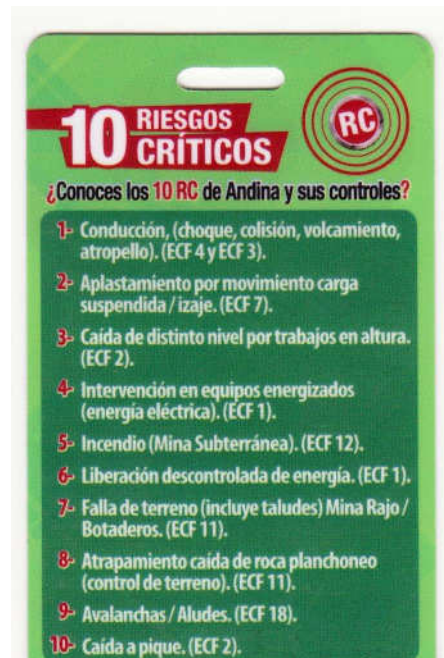 10 RIESGOS
CRÍTICOS
RC
¿Conoces los 10 RC de Andina y sus controles?
1- Conducción, (choque, colisión, volcamiento,
atropello). (ECF 4 y ECF 3).
2- Aplastamiento por movimiento carga
suspendida / izaje. (ECF 7).
3- Caída de distinto nivel por trabajos en altura.
(ECF 2).
4- Intervención en equipos energizados
(energía eléctrica). (ECF 1).
5- Incendio (Mina Subterránea). (ECF 12).
6- Liberación descontrolada de energía. (ECF 1).
7- Falla de terreno (incluye taludes) Mina Rajo /
Botaderos. (ECF 11).
8- Atrapamiento caída de roca planchoneo
(control de terreno). (ECF 11).
9- Avalanchas / Aludes. (ECF 18).
10- Caída a pique. (ECF 2).